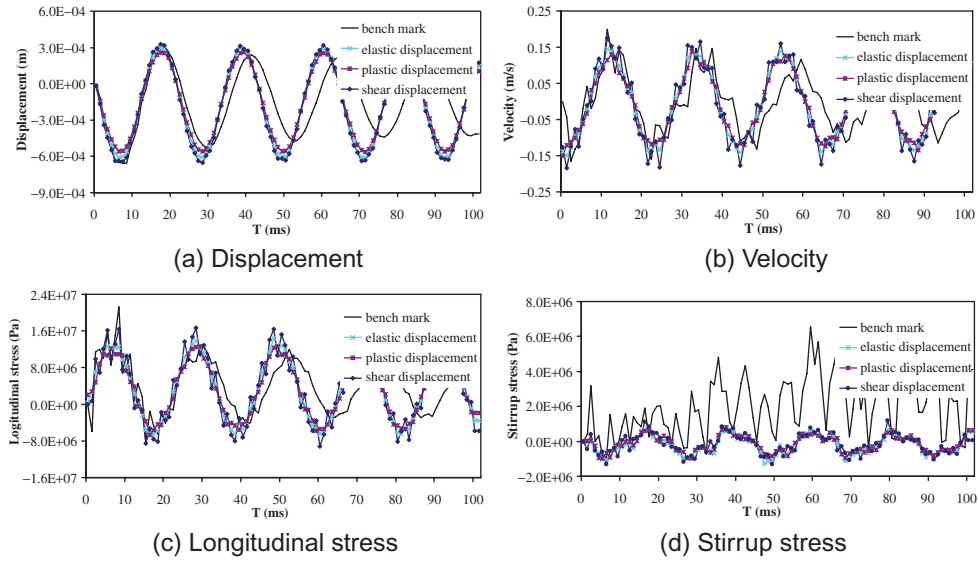 6.0E-04
3.0E-04
0.0E+00
-3.0E-04
-6.0E-04
-9.0E-04
Displacement (m)
bench mark
elastic displacement
plastic displacement
shear displacement
0 10 20 30 40 50 60 70 80 90 100
T (ms)
(a) Displacement
0.25
0.15
0.05
-0.05
-0.15
-0.25
Velocity (m/s)
bench mark
elastic displacement
plastic displacement
shear displacement
0 10 20 30 40 50 60 70 80 90 100
T (ms)
(b) Velocity
2.4E+07
1.6E+07
8.0E+06
0.0E+00
-8.0E+06
-1.6E+07
Logitudinal stress (Pa)
bench mark
elastic displacement
plastic displacement
shear displacement
0 10 20 30 40 50 60 70 80 90 100
T (ms)
(c) Longitudinal stress
8.0E+06
6.0E+06
4.0E+06
2.0E+06
0.0E+00
-2.0E+06
Stirrup stress (Pa)
bench mark
elastic displacement
plastic displacement
shear displacement
0 10 20 30 40 50 60 70 80 90 100
T (ms)
(d) Stirrup stress